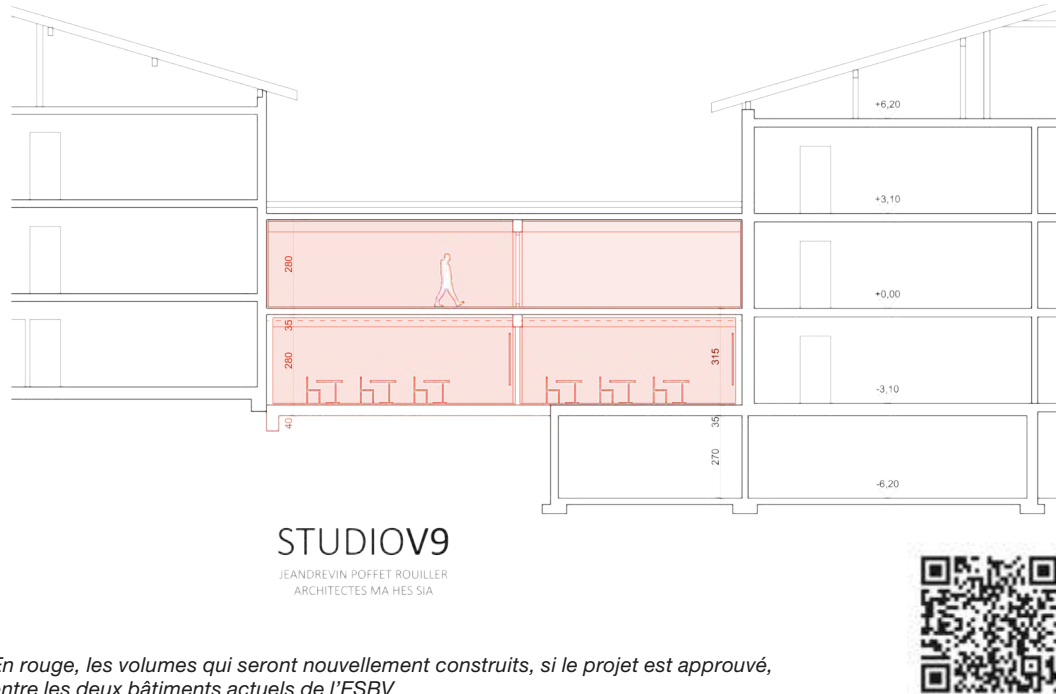 +6,20
+3,10
280
+0,00
35
280
315
-3,10
40
35
270
-6,20
STUDIOV9
JEANDREVIN POFFET ROUILLER
ARCHITECTES MA HES SIA
En rouge, les volumes qui seront nouvellement construits, si le projet est approuvé,
entre les deux bâtiments actuels de l'ESBV